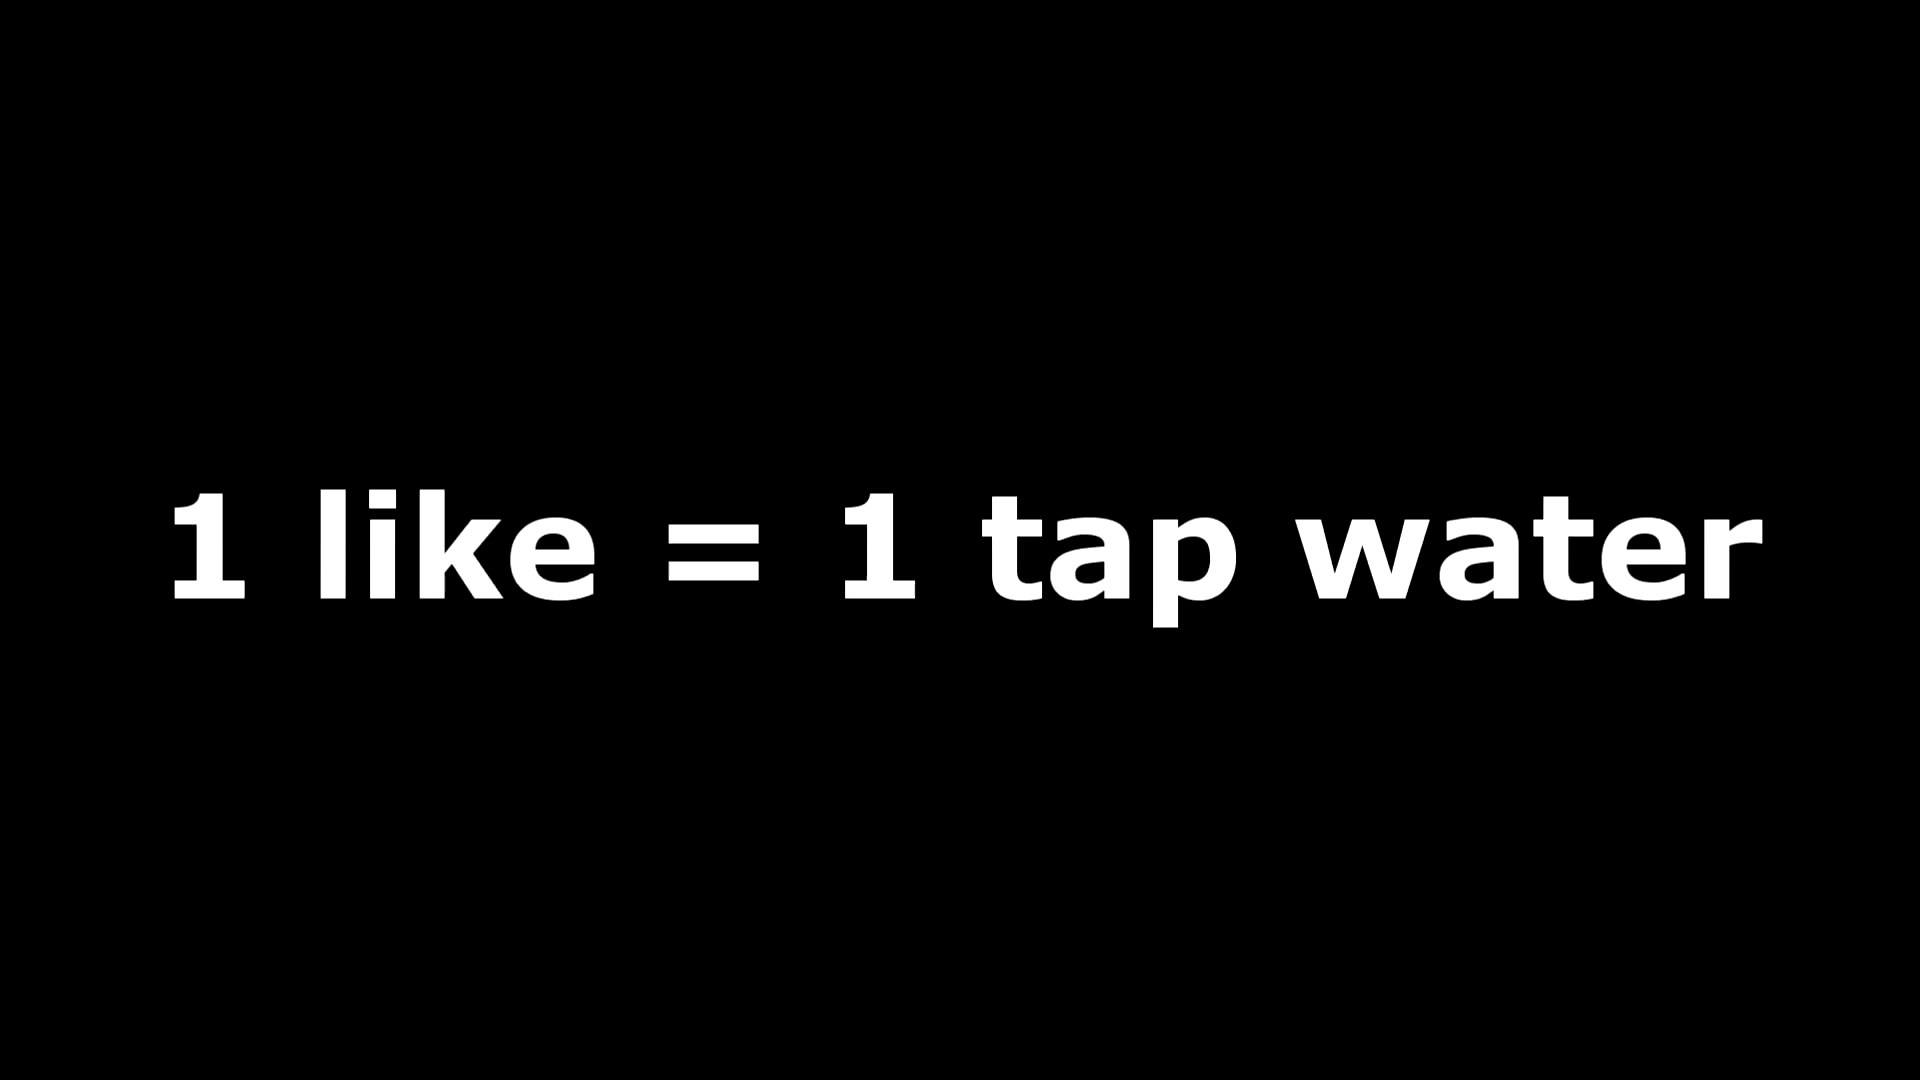 1 like = 1 tap water